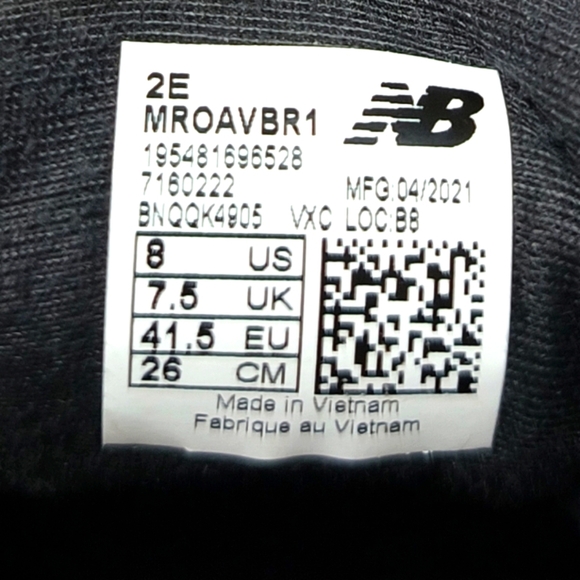 2E
MROAVBR1
NB
195481696528
7160222 MFG:04/2021
BNQQK4905 VXC LOC:B8
8 US
7.5 UK
41.5 EU
26 CM
Made in Vietnam
Fabrique au Vietnam